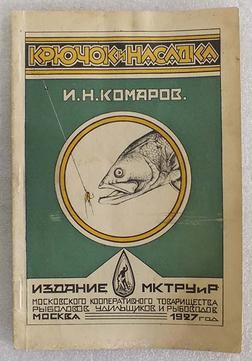 КРЮЧОК и НАСАДКА
И.Н.КОМАРОВ.
ИЗДАНИЕ МКТРУиР
МОСКОВСКОГО КООПЕРАТИВНОГО ТОВАРИЩЕСТВА
РЫБОЛОВОВ УДИЛЬЩИКОВ И РЫБОВОДОВ
МОСКВА 1927 ГОД